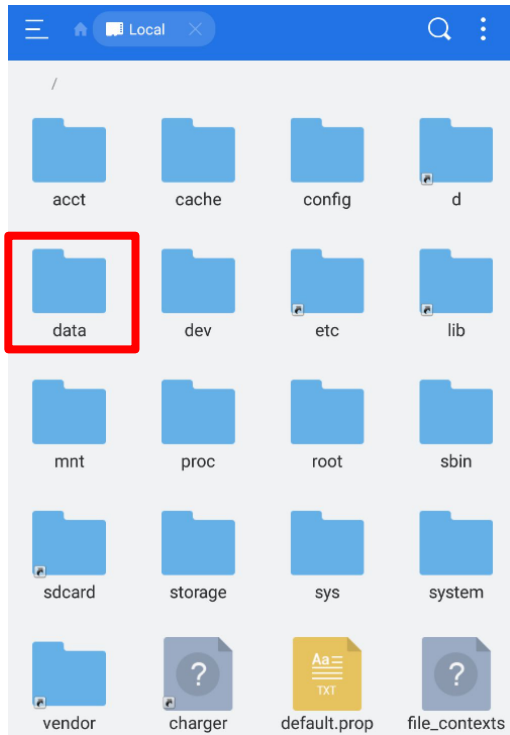 Local
/
acct cache config d
data dev etc lib
mnt proc root sbin
sdcard storage sys system
? Aa TXT ?
vendor charger default.prop file_contexts